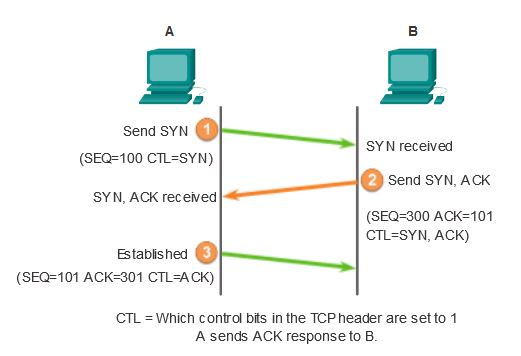 A
B
Send SYN 1
(SEQ=100 CTL=SYN)
SYN received
2 Send SYN, ACK
SYN, ACK received
(SEQ=300 ACK=101
CTL=SYN, ACK)
Established 3
(SEQ=101 ACK=301 CTL=ACK)
CTL = Which control bits in the TCP header are set to 1
A sends ACK response to B.